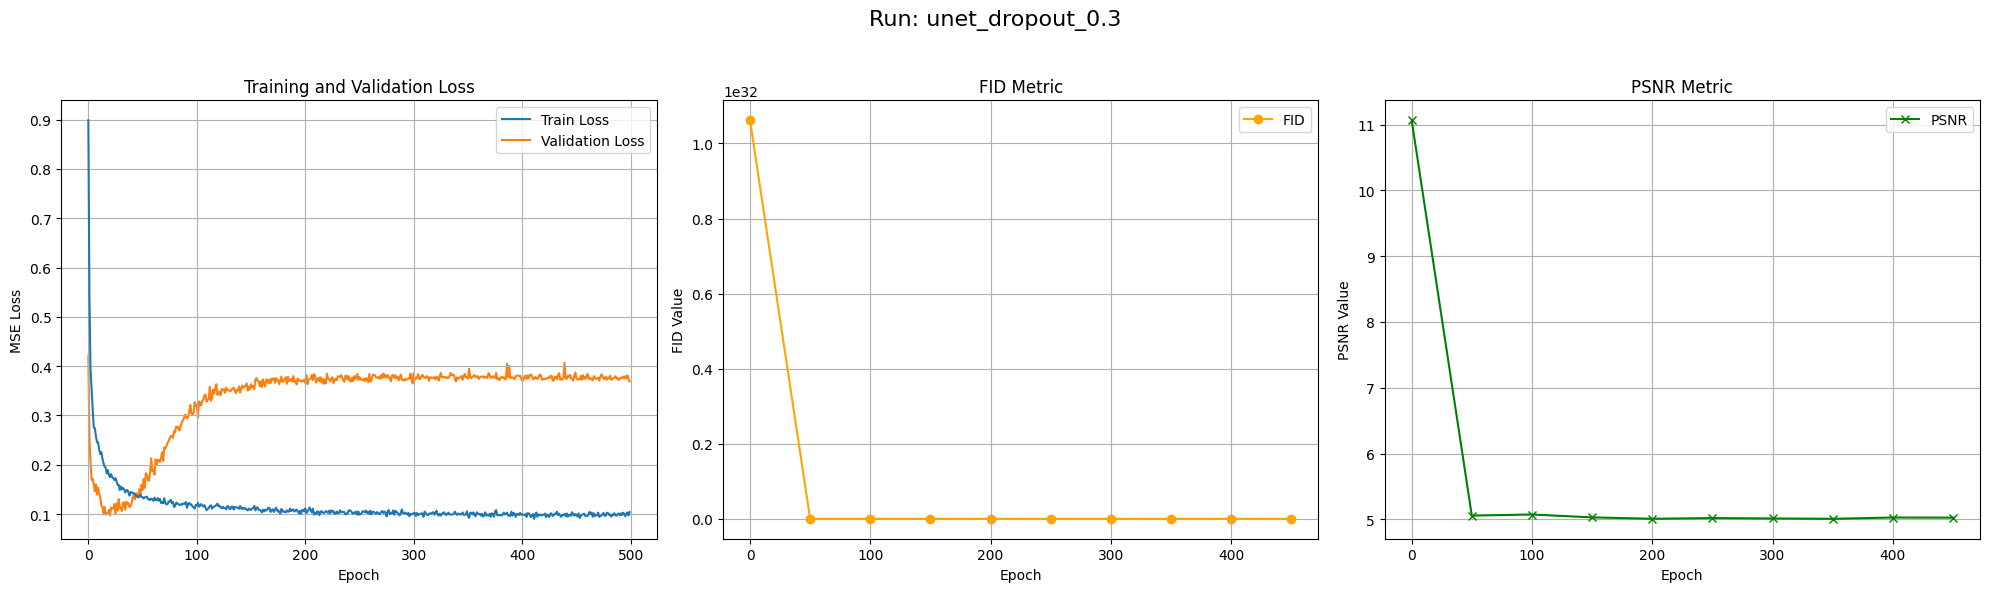 Run: unet_dropout_0.3
Training and Validation Loss
MSE Loss
0.9
0.8
0.7
0.6
0.5
0.4
0.3
0.2
0.1
Train Loss
Validation Loss
0 100 200 300 400 500
Epoch
FID Metric
1e32
FID Value
1.0
0.8
0.6
0.4
0.2
0.0
FID
0 100 200 300 400
Epoch
PSNR Metric
PSNR Value
11
10
9
8
7
6
5
PSNR
0 100 200 300 400
Epoch